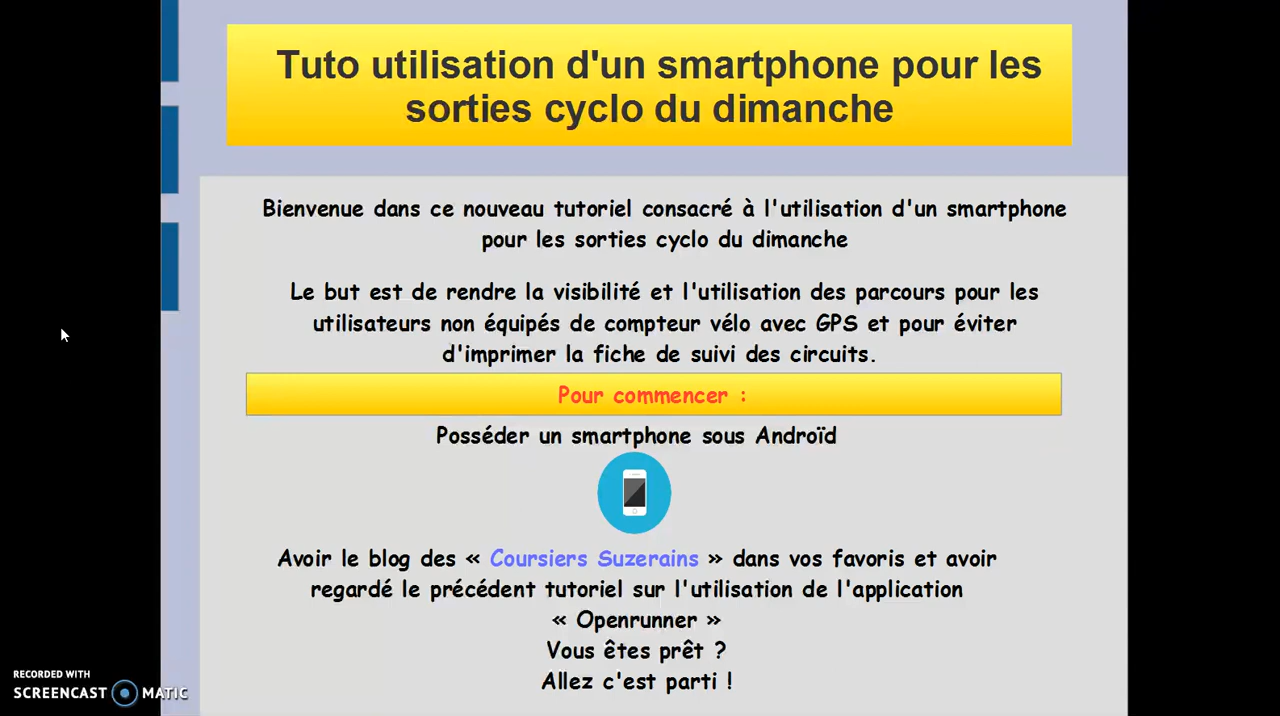 Tuto utilisation d'un smartphone pour les
sorties cyclo du dimanche
Bienvenue dans ce nouveau tutoriel consacré à l'utilisation d'un smartphone
pour les sorties cyclo du dimanche
Le but est de rendre la visibilité et l'utilisation des parcours pour les
utilisateurs non équipés de compteur vélo avec GPS et pour éviter
d'imprimer la fiche de suivi des circuits.
Pour commencer :
Posséder un smartphone sous Androïd
Avoir le blog des « Coursiers Suzerains » dans vos favoris et avoir
regardé le précédent tutoriel sur l'utilisation de l'application
« Openrunner »
Vous êtes prêt ?
Allez c'est parti !
RECORDED WITH
SCREENCAST MATIC